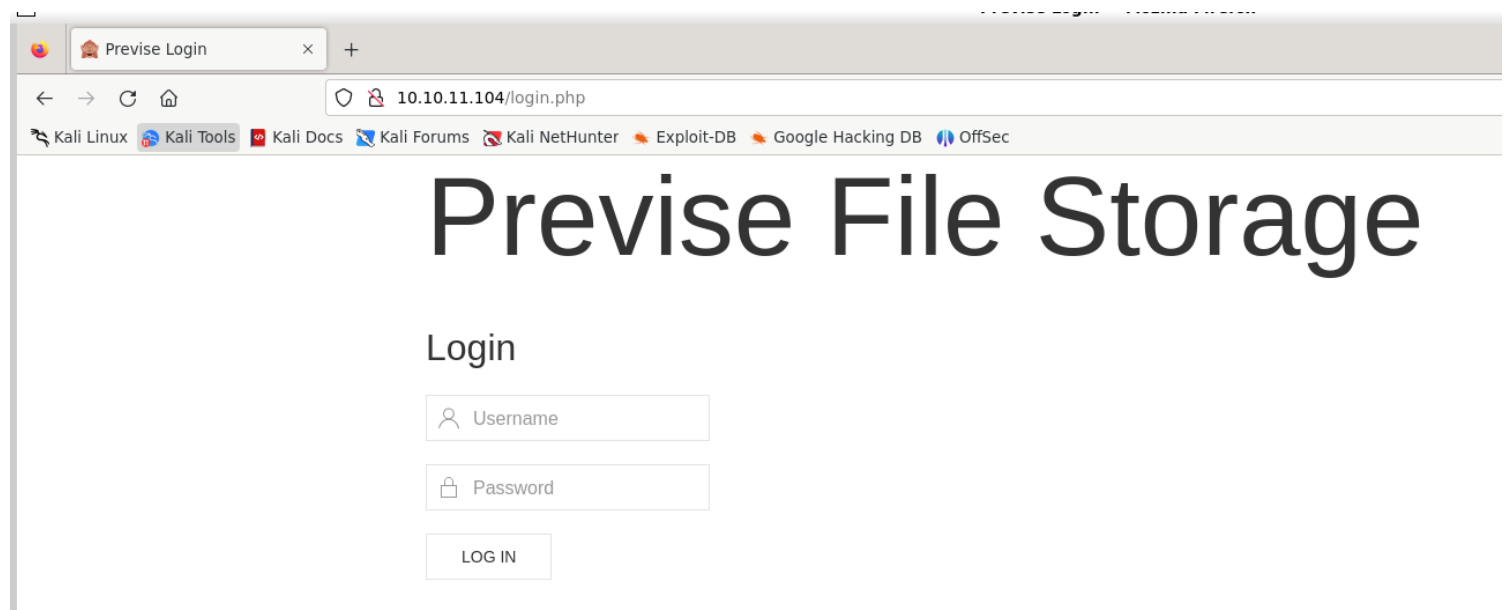 Previse Login
10.10.11.104/login.php
Kali Linux Kali Tools Kali Docs Kali Forums Kali NetHunter Exploit-DB Google Hacking DB OffSec
Previse File Storage
Login
Username
Password
LOG IN